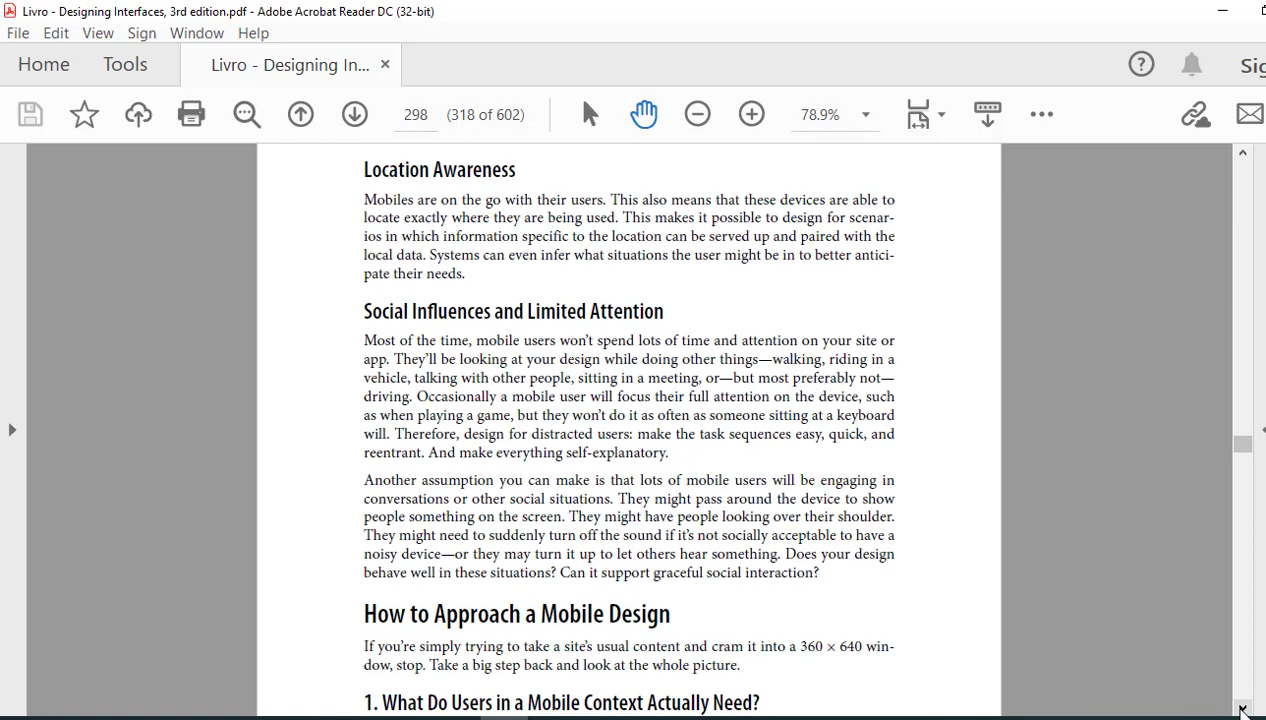 Livro - Designing Interfaces, 3rd edition.pdf - Adobe Acrobat Reader DC (32-bit)
File Edit View Sign Window Help
Home Tools Livro - Designing In... ×
298 (318 of 602) 78.9%
Location Awareness
Mobiles are on the go with their users. This also means that these devices are able to
locate exactly where they are being used. This makes it possible to design for scenar-
ios in which information specific to the location can be served up and paired with the
local data. Systems can even infer what situations the user might be in to better antici-
pate their needs.
Social Influences and Limited Attention
Most of the time, mobile users won’t spend lots of time and attention on your site or
app. They’ll be looking at your design while doing other things—walking, riding in a
vehicle, talking with other people, sitting in a meeting, or—but most preferably not—
driving. Occasionally a mobile user will focus their full attention on the device, such
as when playing a game, but they won’t do it as often as someone sitting at a keyboard
will. Therefore, design for distracted users: make the task sequences easy, quick, and
reentrant. And make everything self-explanatory.
Another assumption you can make is that lots of mobile users will be engaging in
conversations or other social situations. They might pass around the device to show
people something on the screen. They might have people looking over their shoulder.
They might need to suddenly turn off the sound if it’s not socially acceptable to have a
noisy device—or they may turn it up to let others hear something. Does your design
behave well in these situations? Can it support graceful social interaction?
How to Approach a Mobile Design
If you’re simply trying to take a site’s usual content and cram it into a 360 × 640 win-
dow, stop. Take a big step back and look at the whole picture.
1. What Do Users in a Mobile Context Actually Need?